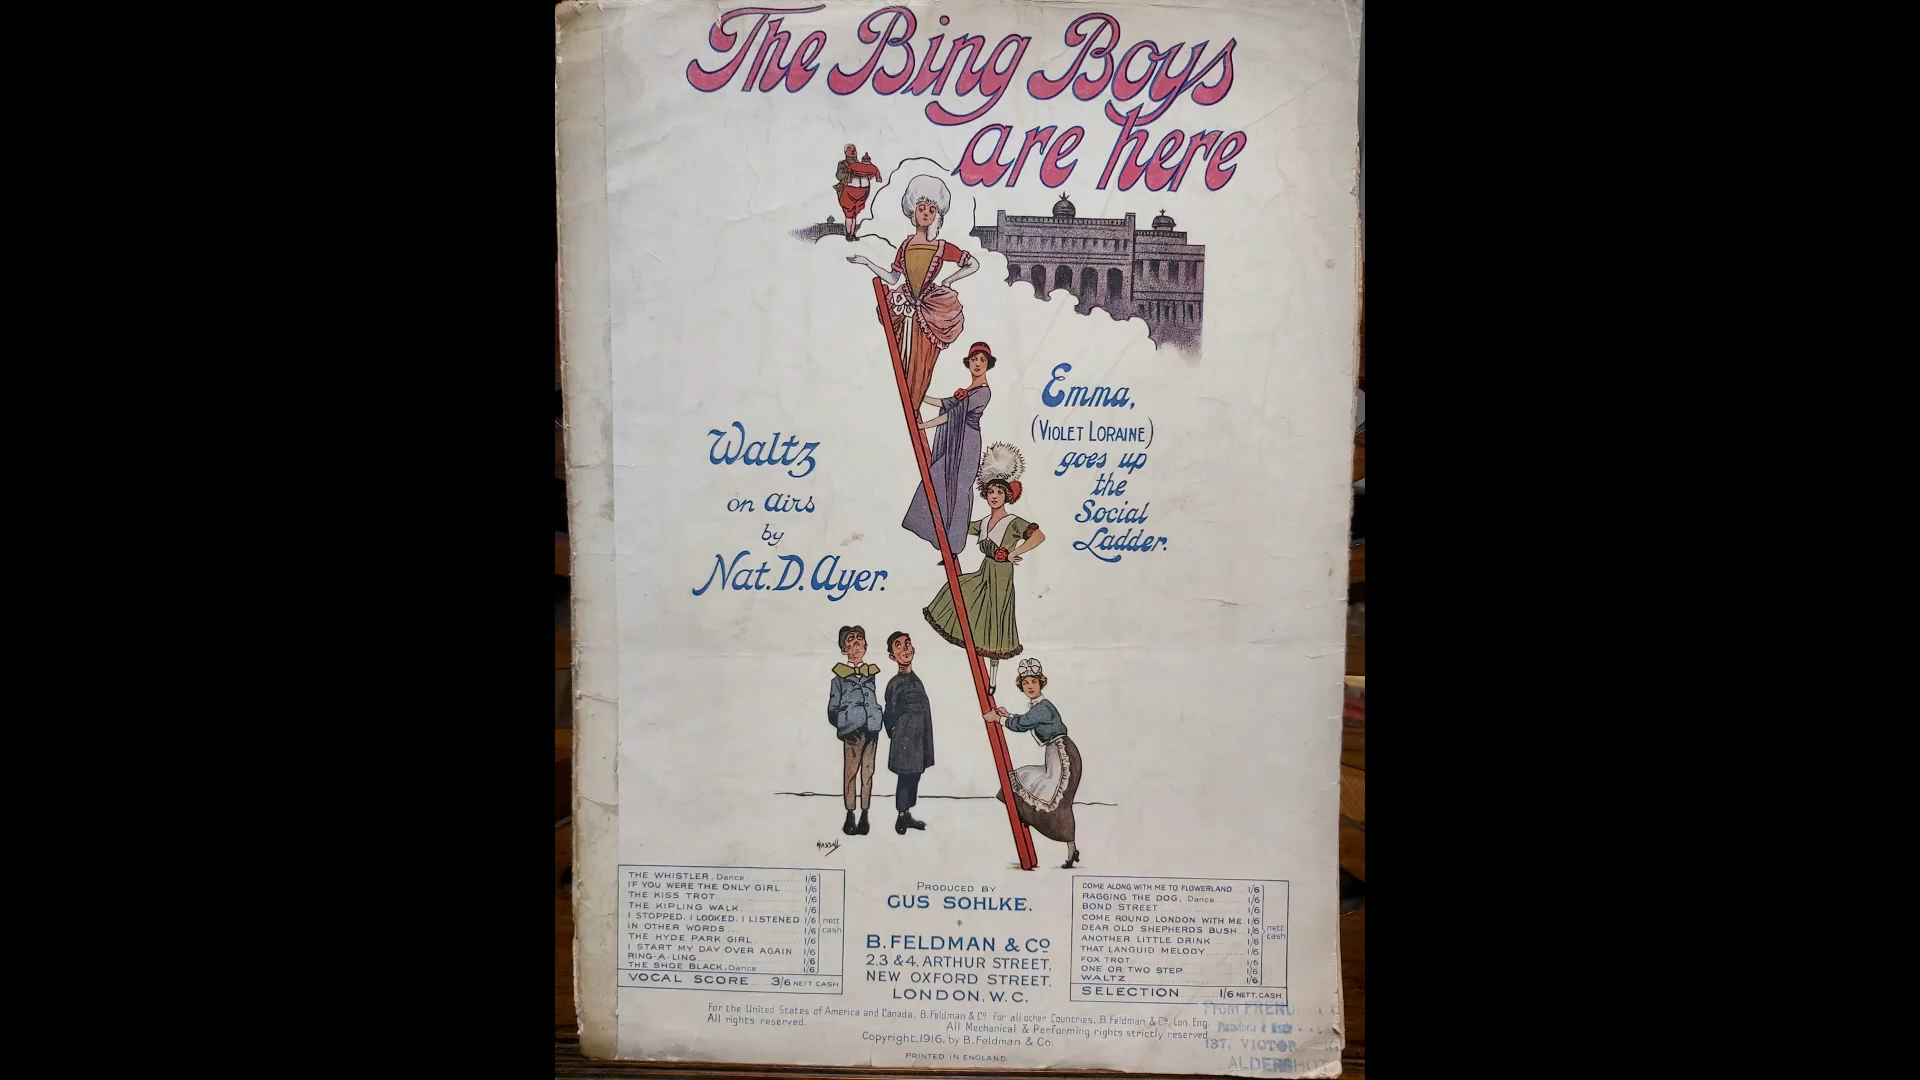 The Bing Boys
are here
Emma,
(VIOLET LORAINE)
goes up
the
Social
Ladder.
Waltz
on airs
by
Nat. D. Ayer.
HASSALL
THE WHISTLER, Dance 1/6
IF YOU WERE THE ONLY GIRL 1/6
THE KISS TROT 1/6
THE KIPLING WALK 1/6
I STOPPED, I LOOKED, I LISTENED 1/6
IN OTHER WORDS 1/6
THE HYDE PARK GIRL 1/6
I START MY DAY OVER AGAIN 1/6
RING-A-LING 1/6
THE SHOE BLACK, Dance 1/6
nett
cash
VOCAL SCORE 3/6 NETT. CASH
PRODUCED BY
GUS SOHLKE.
*
B. FELDMAN & Co
2,3 & 4, ARTHUR STREET,
NEW OXFORD STREET,
LONDON, W.C.
COME ALONG WITH ME TO FLOWERLAND 1/6
RAGGING THE DOG, Dance 1/6
BOND STREET 1/6
COME ROUND LONDON WITH ME 1/6
DEAR OLD SHEPHERDS BUSH 1/6
ANOTHER LITTLE DRINK 1/6
THAT LANGUID MELODY 1/6
FOX TROT 1/6
ONE OR TWO STEP 1/6
WALTZ 1/6
nett
cash
SELECTION 1/6 NETT. CASH
For the United States of America and Canada, B. Feldman & Co. For all other Countries, B. Feldman & Co, Lon. Eng.
All rights reserved. All Mechanical & Performing rights strictly reserved
Copyright, 1916, by B. Feldman & Co.
PRINTED IN ENGLAND
From
137, VICTOR
ALDERSHOT